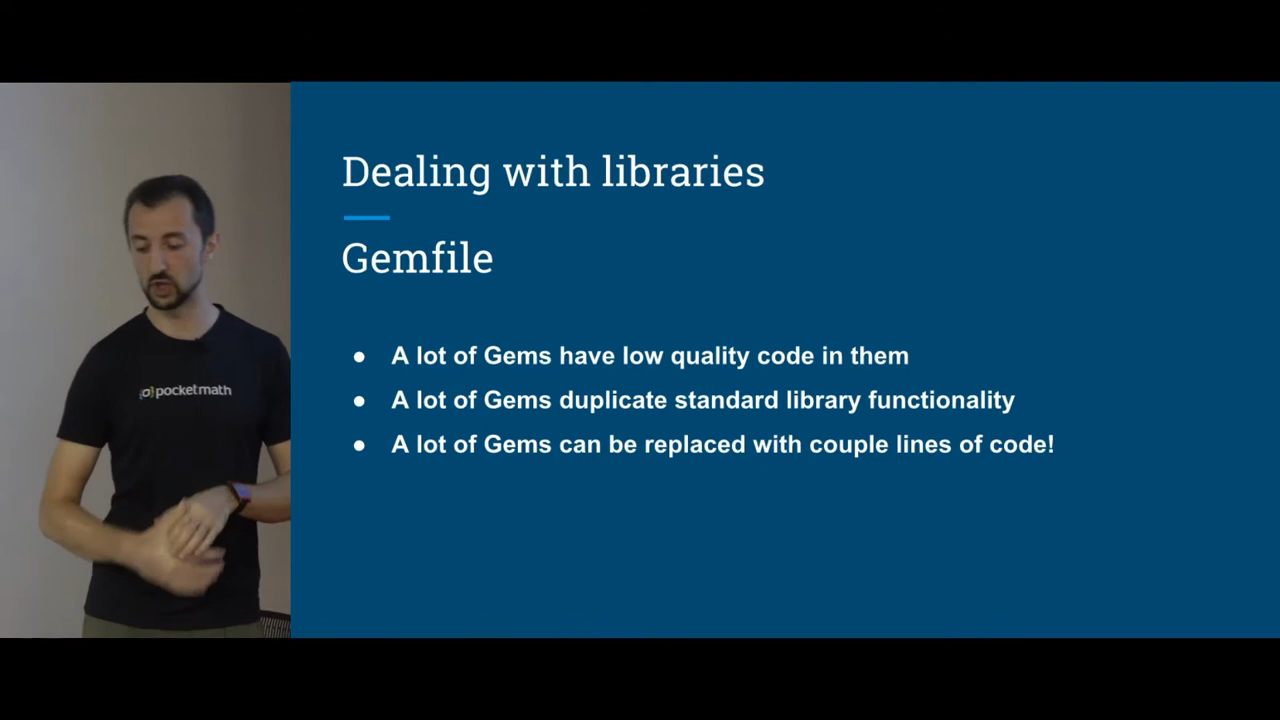 Dealing with libraries
Gemfile
● A lot of Gems have low quality code in them
● A lot of Gems duplicate standard library functionality
● A lot of Gems can be replaced with couple lines of code!
pocketmath